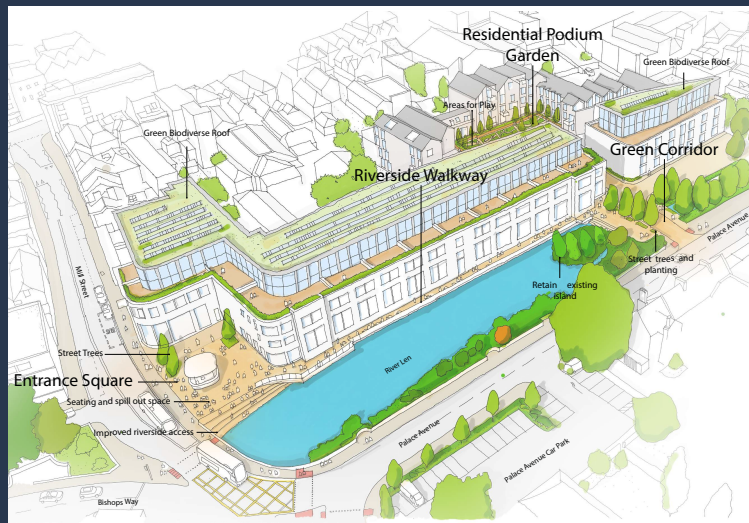 Residential Podium
Garden
Green Biodiverse Roof
Areas for Play
Green Biodiverse Roof
Green Corridor
Riverside Walkway
Palace Avenue
Mill Street
Street trees and
planting
Retain existing
island
Street Trees
River Len
Entrance Square
Seating and spill out space
Improved riverside access
Palace Avenue
Palace Avenue Car Park
Bishops Way